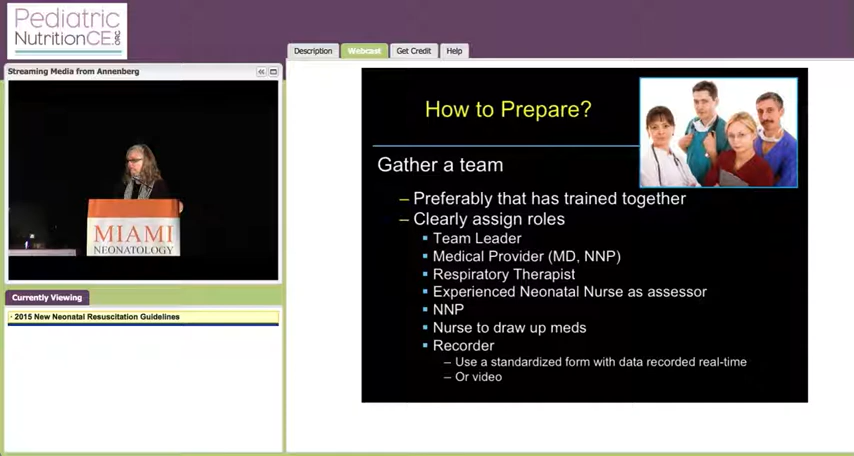 Pediatric
NutritionCE.ORG
Description
Webcast
Get Credit
Help
Streaming Media from Annenberg
MIAMI
NEONATOLOGY
Currently Viewing
· 2015 New Neonatal Resuscitation Guidelines
How to Prepare?
Gather a team
– Preferably that has trained together
– Clearly assign roles
▪ Team Leader
▪ Medical Provider (MD, NNP)
▪ Respiratory Therapist
▪ Experienced Neonatal Nurse as assessor
▪ NNP
▪ Nurse to draw up meds
▪ Recorder
– Use a standardized form with data recorded real-time
– Or video